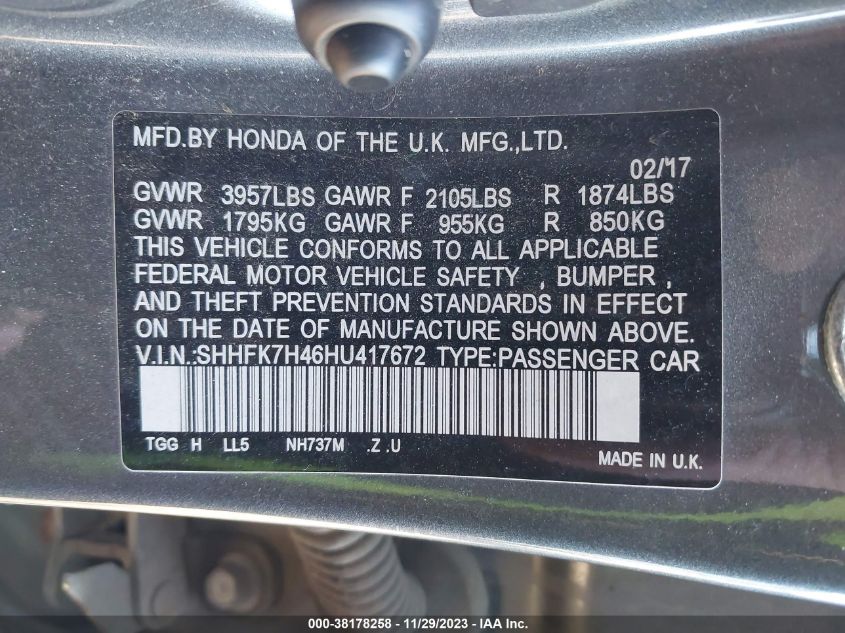 MFD.BY HONDA OF THE U.K. MFG.,LTD.
02/17
GVWR 3957LBS GAWR F 2105LBS R 1874LBS
GVWR 1795KG GAWR F 955KG R 850KG
THIS VEHICLE CONFORMS TO ALL APPLICABLE
FEDERAL MOTOR VEHICLE SAFETY , BUMPER ,
AND THEFT PREVENTION STANDARDS IN EFFECT
ON THE DATE OF MANUFACTURE SHOWN ABOVE.
V.I.N.:SHHFK7H46HU417672 TYPE:PASSENGER CAR
TGG H LL5 NH737M .Z .U
MADE IN U.K.
000-38178258 - 11/29/2023 - IAA Inc.